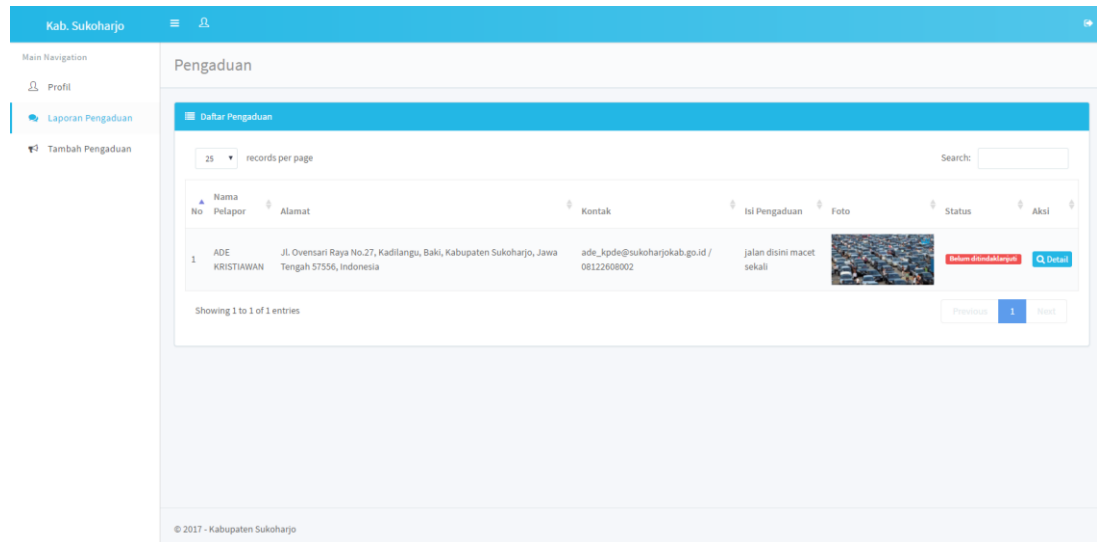 Kab. Sukoharjo
Main Navigation
Profil
Laporan Pengaduan
Tambah Pengaduan
Pengaduan
Daftar Pengaduan
25 records per page
Search:
No Nama Pelapor Alamat Kontak Isi Pengaduan Foto Status Aksi
1 ADE KRISTIAWAN Jl. Ovensari Raya No.27, Kadilangu, Baki, Kabupaten Sukoharjo, Jawa Tengah 57556, Indonesia ade_kpde@sukoharjokab.go.id / 08122608002 jalan disini macet sekali Belum ditindaklanjuti Detail
Showing 1 to 1 of 1 entries
Previous 1 Next
© 2017 - Kabupaten Sukoharjo